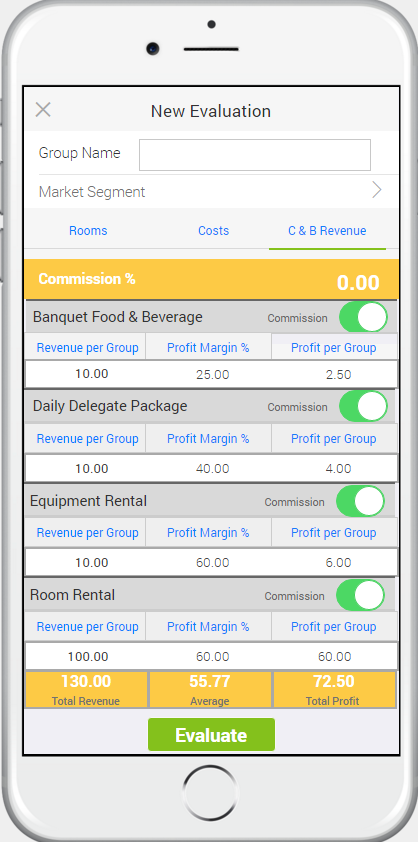 New Evaluation
Group Name
Market Segment
Rooms Costs C & B Revenue
Commission % 0.00
Banquet Food & Beverage Commission
Revenue per Group Profit Margin % Profit per Group
10.00 25.00 2.50
Daily Delegate Package Commission
Revenue per Group Profit Margin % Profit per Group
10.00 40.00 4.00
Equipment Rental Commission
Revenue per Group Profit Margin % Profit per Group
10.00 60.00 6.00
Room Rental Commission
Revenue per Group Profit Margin % Profit per Group
100.00 60.00 60.00
130.00 55.77 72.50
Total Revenue Average Total Profit
Evaluate